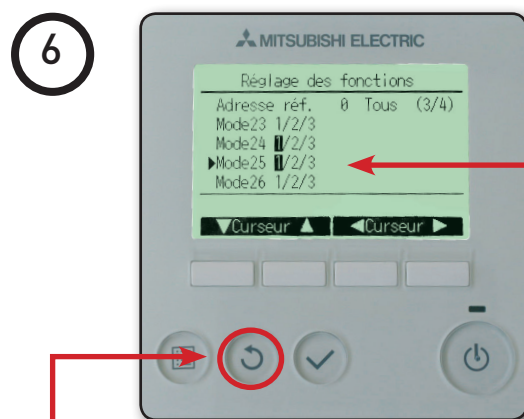 6
MITSUBISHI ELECTRIC
Réglage des fonctions
Adresse réf. 0 Tous (3/4)
Mode23 1/2/3
Mode24 1/2/3
▶Mode25 1/2/3
Mode26 1/2/3
▼Curseur▲ ◀Curseur▶